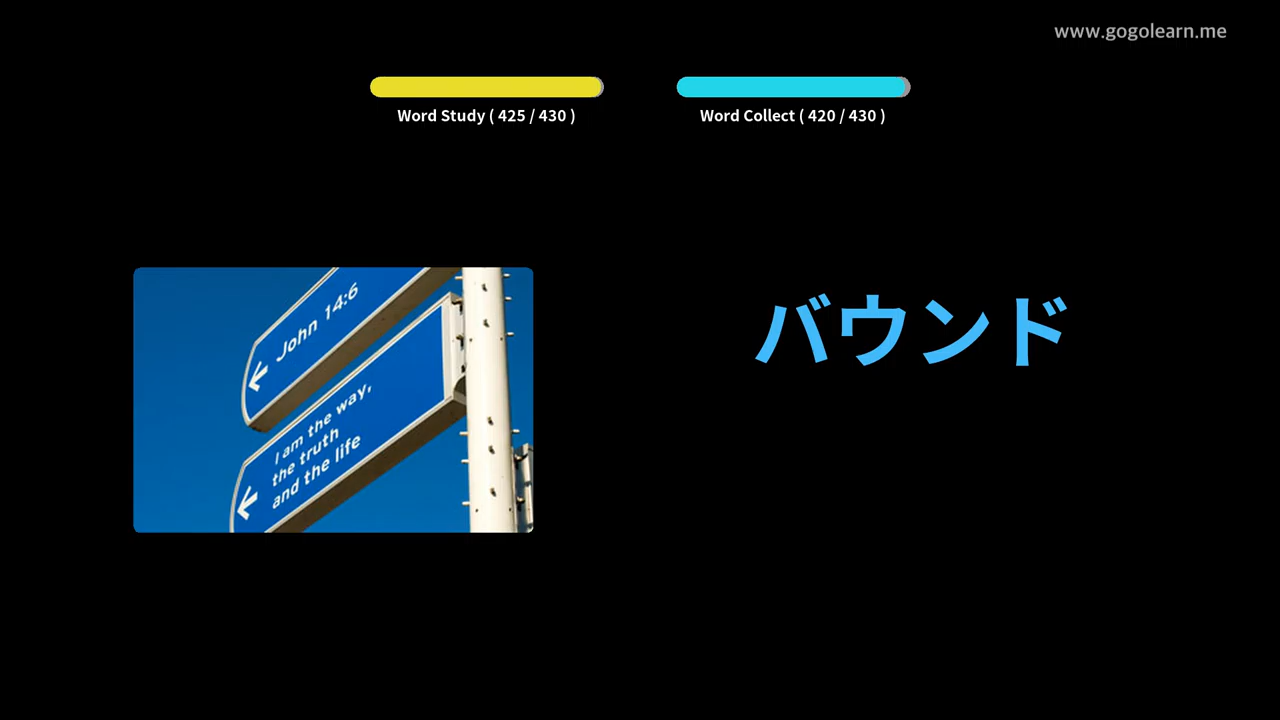 www.gogolearn.me
Word Study ( 425 / 430 )
Word Collect ( 420 / 430 )
John 14:6
I am the way,
the truth
and the life
バウンド